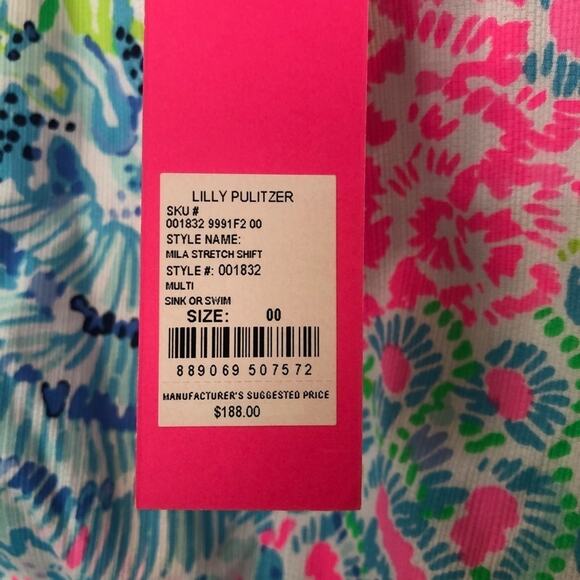 LILLY PULITZER
SKU #
001832 9991F2 00
STYLE NAME:
MILA STRETCH SHIFT
STYLE #: 001832
MULTI
SINK OR SWIM
SIZE: 00
889069 507572
MANUFACTURER'S SUGGESTED PRICE
$188.00